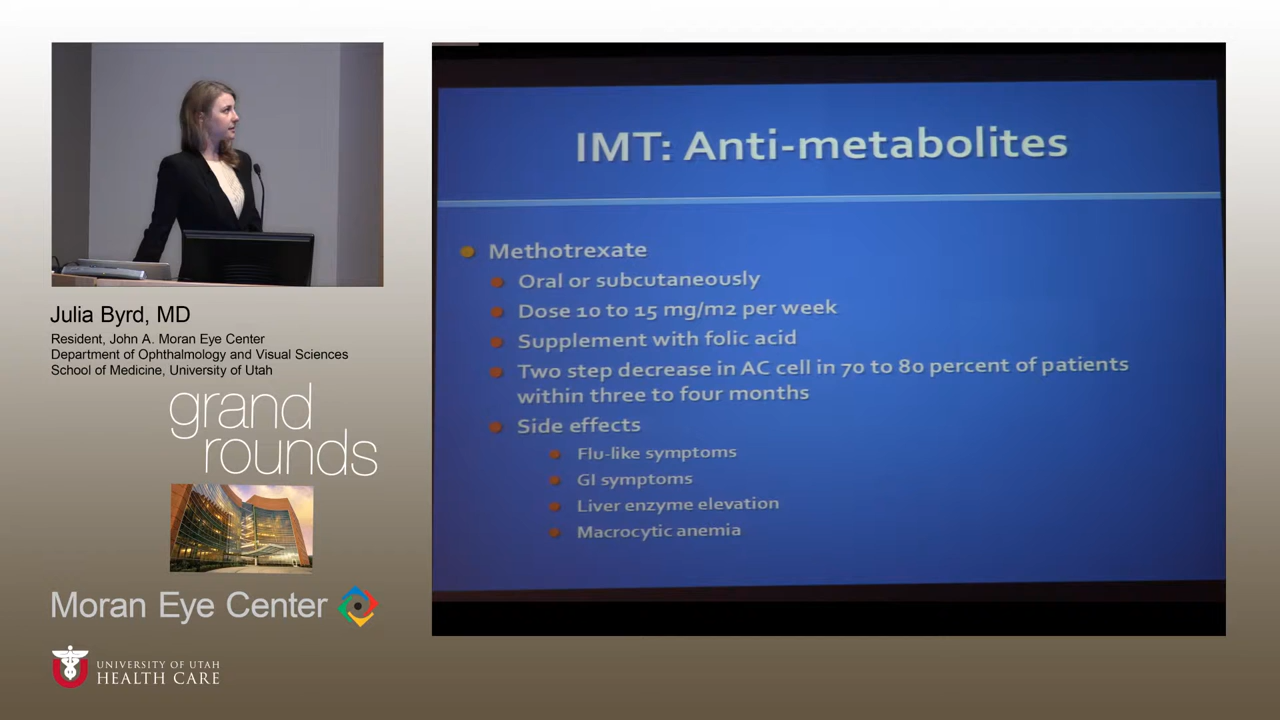 Julia Byrd, MD
Resident, John A. Moran Eye Center
Department of Ophthalmology and Visual Sciences
School of Medicine, University of Utah
grand
rounds
Moran Eye Center
UNIVERSITY OF UTAH
HEALTH CARE
IMT: Anti-metabolites
Methotrexate
Oral or subcutaneously
Dose 10 to 15 mg/m2 per week
Supplement with folic acid
Two step decrease in AC cell in 70 to 80 percent of patients
within three to four months
Side effects
Flu-like symptoms
GI symptoms
Liver enzyme elevation
Macrocytic anemia